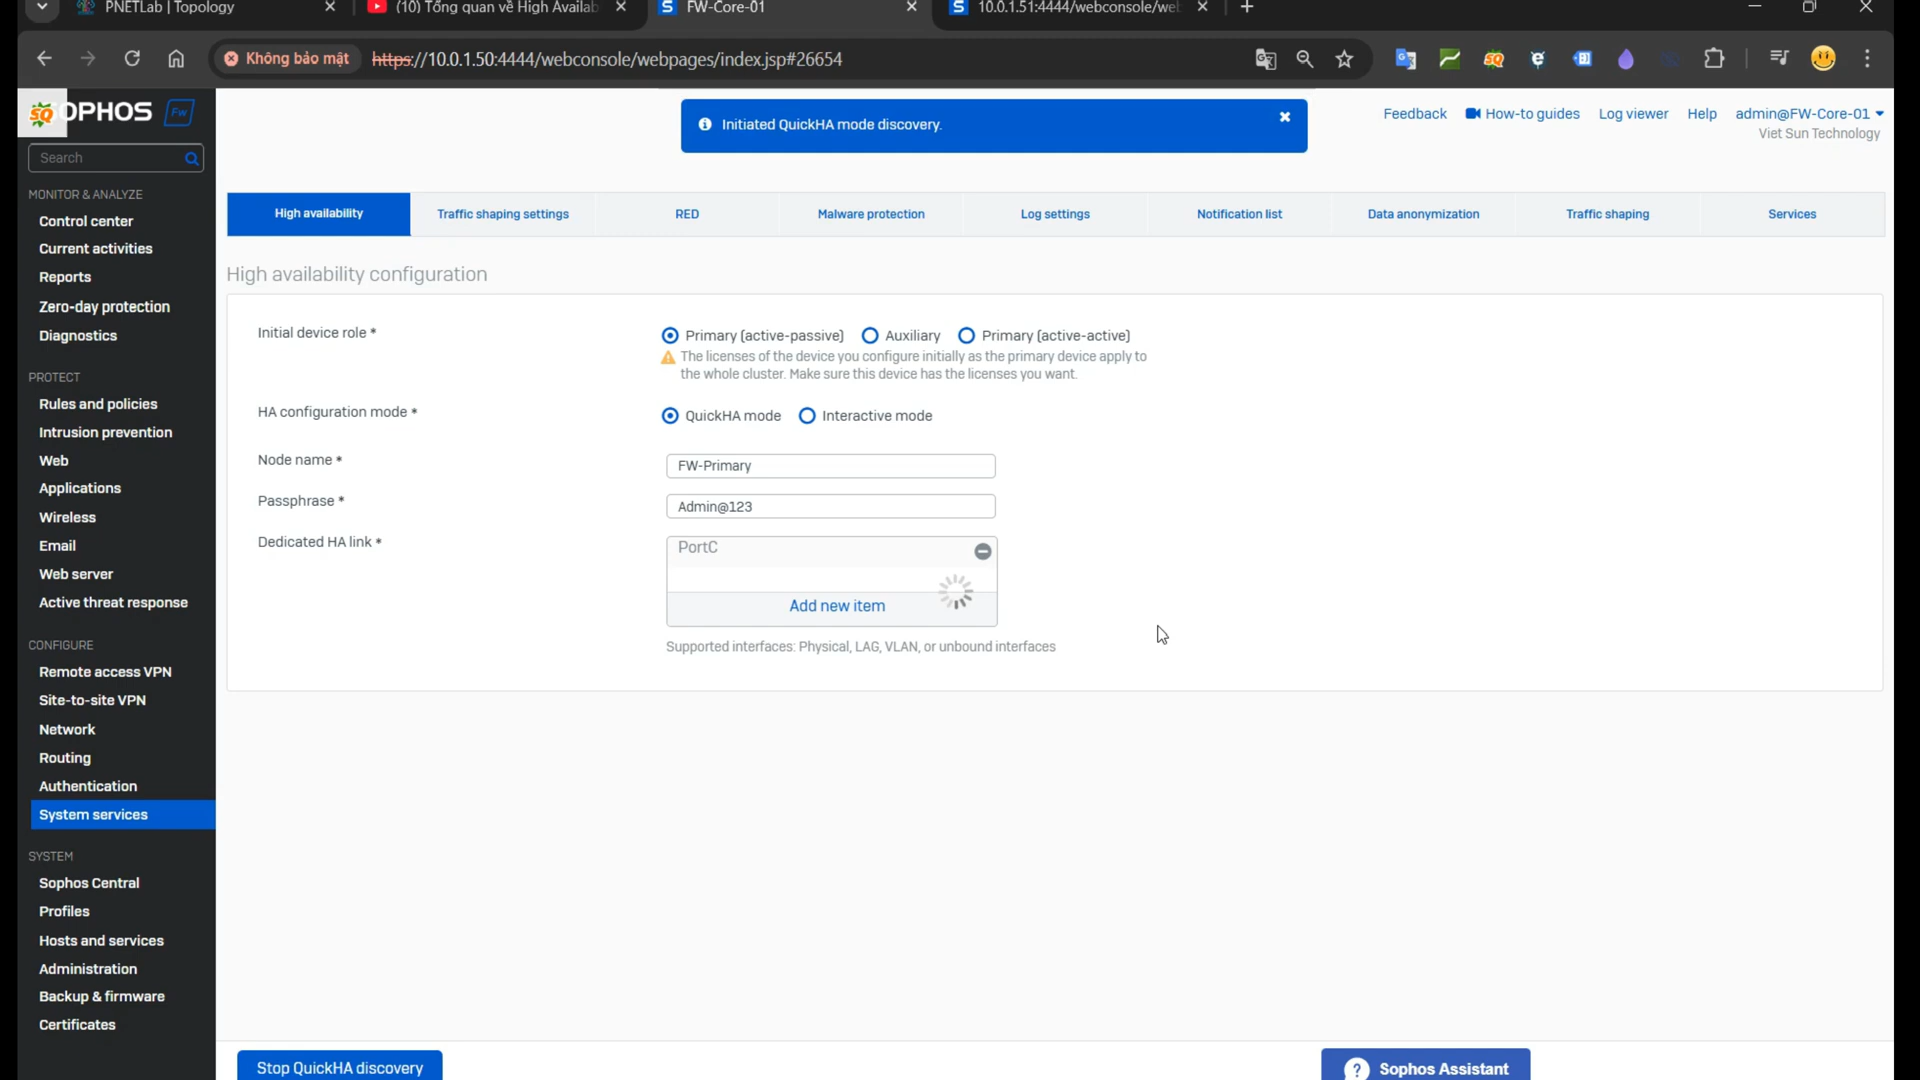 PNETLab | Topology
(10) Tổng quan về High Availab
FW-Core-01
10.0.1.51:4444/webconsole/we
Không bảo mật
https://10.0.1.50:4444/webconsole/webpages/index.jsp#26654
SQ
OPHOS
Fw
Search
MONITOR & ANALYZE
Control center
Current activities
Reports
Zero-day protection
Diagnostics
PROTECT
Rules and policies
Intrusion prevention
Web
Applications
Wireless
Email
Web server
Active threat response
CONFIGURE
Remote access VPN
Site-to-site VPN
Network
Routing
Authentication
System services
SYSTEM
Sophos Central
Profiles
Hosts and services
Administration
Backup & firmware
Certificates
Initiated QuickHA mode discovery.
Feedback
How-to guides
Log viewer
Help
admin@FW-Core-01
Viet Sun Technology
High availability
Traffic shaping settings
RED
Malware protection
Log settings
Notification list
Data anonymization
Traffic shaping
Services
High availability configuration
Initial device role *
Primary (active-passive)
Auxiliary
Primary (active-active)
The licenses of the device you configure initially as the primary device apply to
the whole cluster. Make sure this device has the licenses you want.
HA configuration mode *
QuickHA mode
Interactive mode
Node name *
FW-Primary
Passphrase *
Admin@123
Dedicated HA link *
PortC
Add new item
Supported interfaces: Physical, LAG, VLAN, or unbound interfaces
Stop QuickHA discovery
? Sophos Assistant